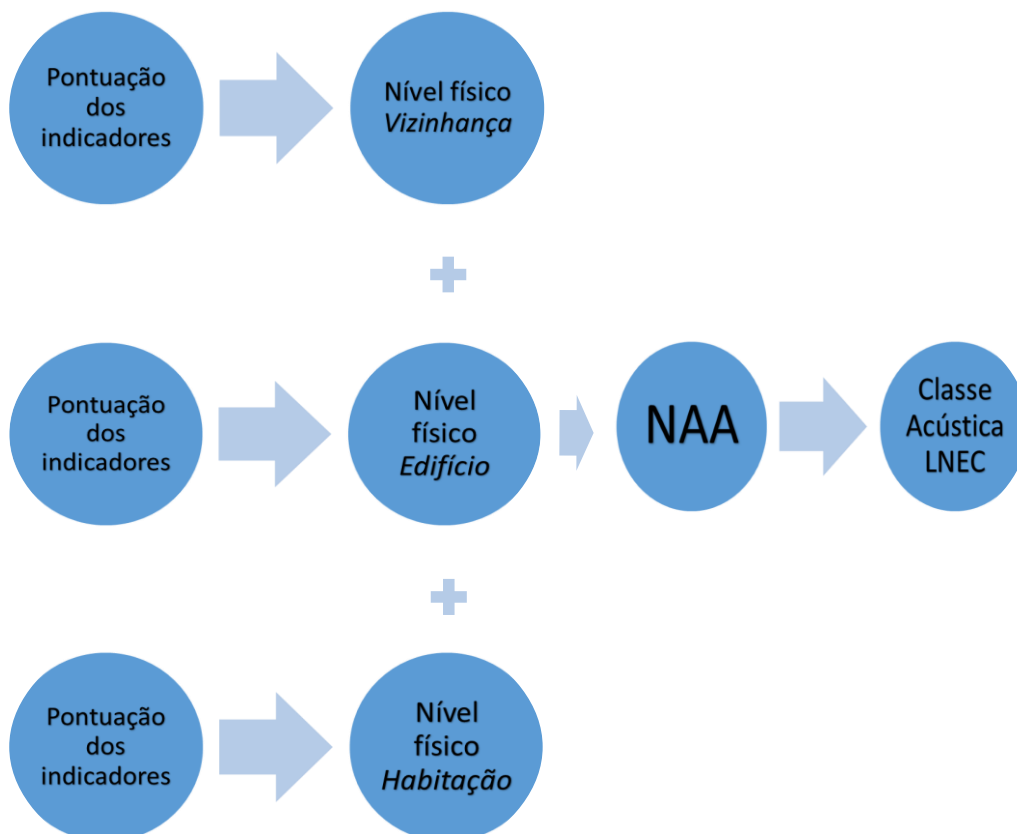 Pontuação
dos
indicadores
Nível físico
Vizinhança
Pontuação
dos
indicadores
Nível
físico
Edifício
NAA
Classe
Acústica
LNEC
Pontuação
dos
indicadores
Nível
físico
Habitação